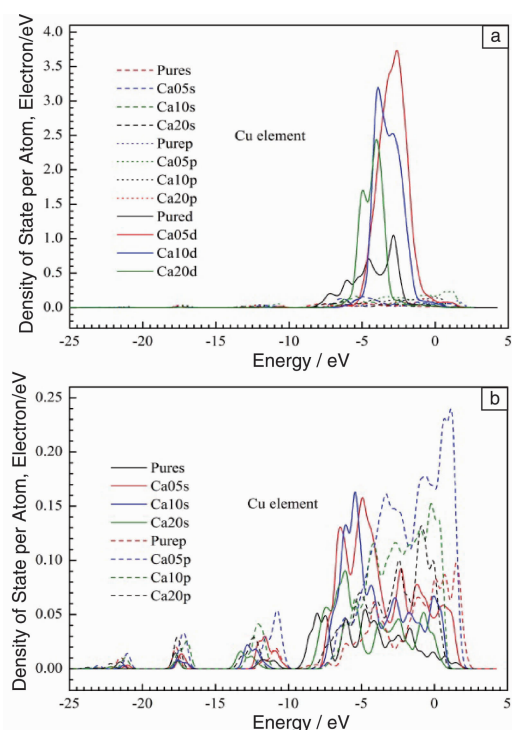 a
4.0
3.5
3.0
2.5
2.0
1.5
1.0
0.5
0.0
Density of State per Atom, Electron/eV
Pures
Ca05s
Ca10s
Ca20s
Purep
Ca05p
Ca10p
Ca20p
Pured
Ca05d
Ca10d
Ca20d
Cu element
-25 -20 -15 -10 -5 0 5
Energy / eV
b
0.25
0.20
0.15
0.10
0.05
0.00
Density of State per Atom, Electron/eV
Pures
Ca05s
Ca10s
Ca20s
Purep
Ca05p
Ca10p
Ca20p
Cu element
-25 -20 -15 -10 -5 0 5
Energy / eV